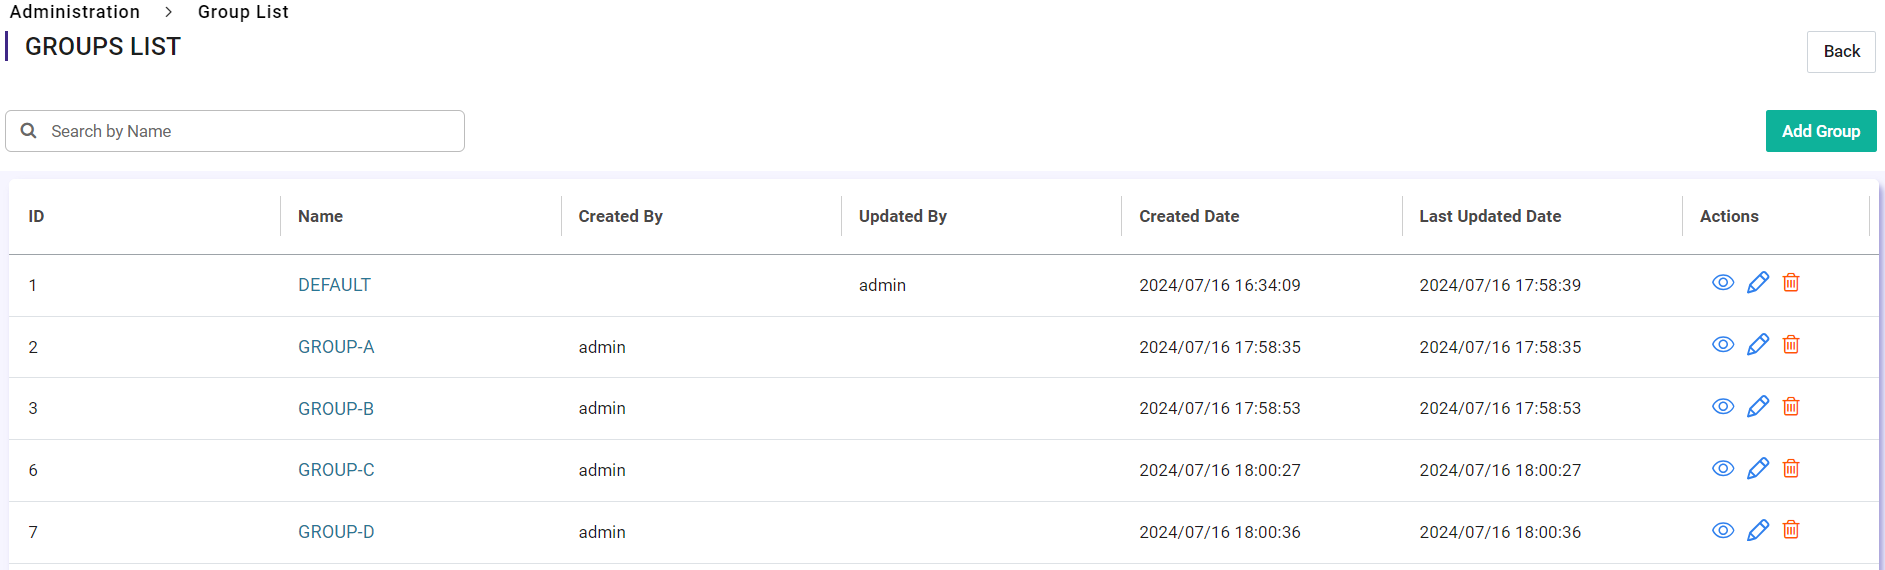 Administration > Group List
GROUPS LIST
Back
Search by Name
Add Group
ID Name Created By Updated By Created Date Last Updated Date Actions
1 DEFAULT admin 2024/07/16 16:34:09 2024/07/16 17:58:39
2 GROUP-A admin 2024/07/16 17:58:35 2024/07/16 17:58:35
3 GROUP-B admin 2024/07/16 17:58:53 2024/07/16 17:58:53
6 GROUP-C admin 2024/07/16 18:00:27 2024/07/16 18:00:27
7 GROUP-D admin 2024/07/16 18:00:36 2024/07/16 18:00:36